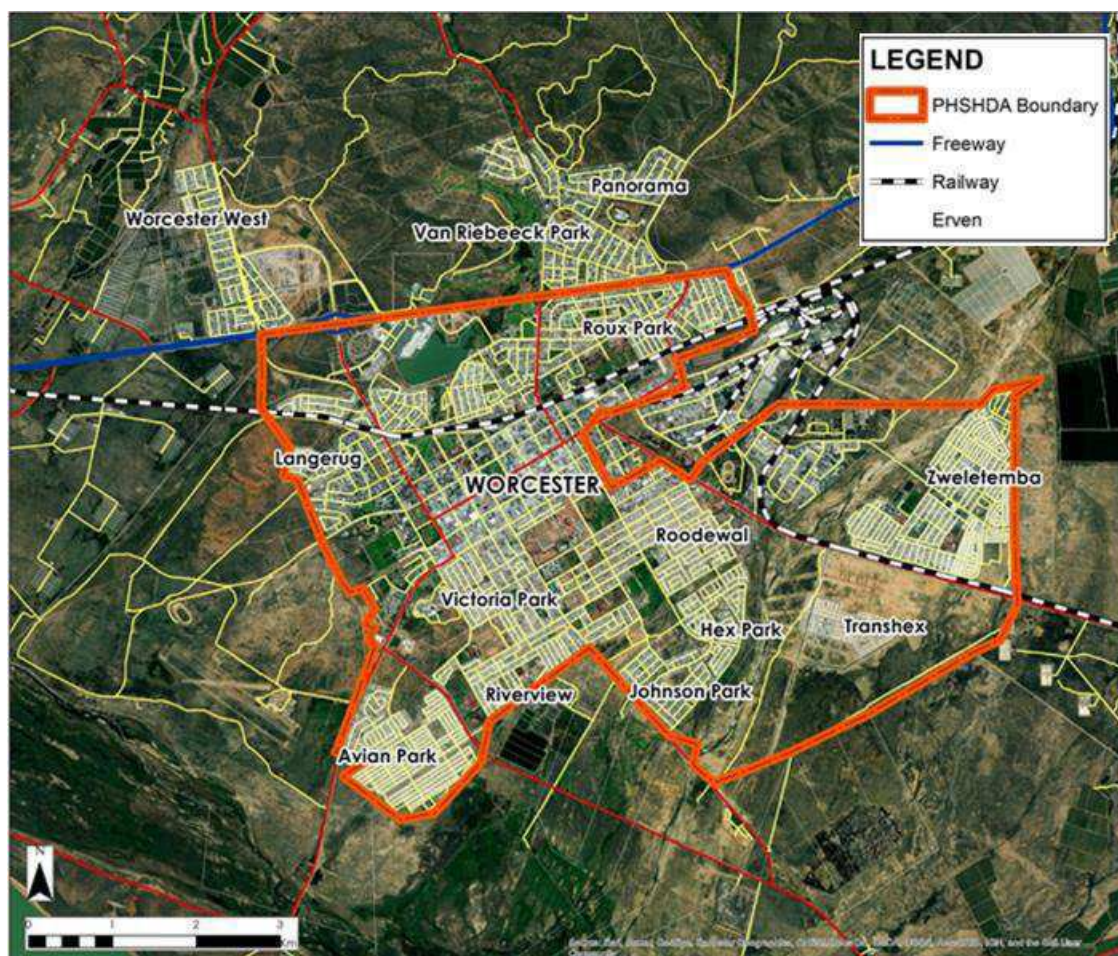 LEGEND
PHSHDA Boundary
Freeway
Railway
Erven
Panorama
Worcester West
Van Riebeeck Park
Roux Park
Langerug
WORCESTER
Zweletemba
Roodewal
Victoria Park
Hex Park
Transhex
Riverview
Johnson Park
Avian Park
N
0 1 2 3
Km